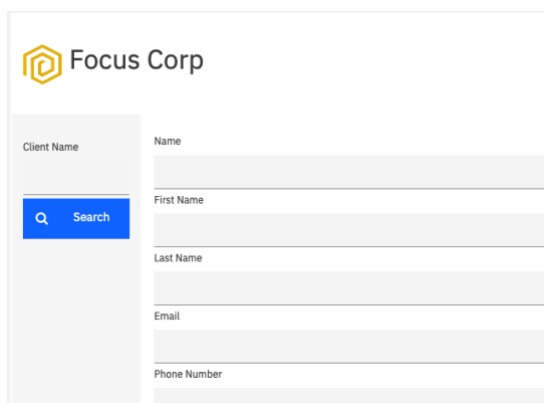 Focus Corp
Client Name
Search
Name
First Name
Last Name
Email
Phone Number